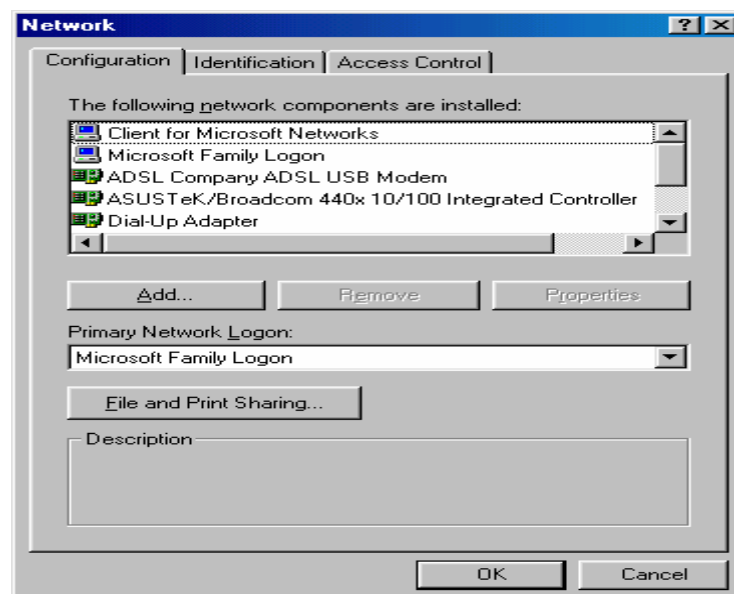 Network
Configuration Identification Access Control
The following network components are installed:
Client for Microsoft Networks
Microsoft Family Logon
ADSL Company ADSL USB Modem
ASUSTeK/Broadcom 440x 10/100 Integrated Controller
Dial-Up Adapter
Add... Remove Properties
Primary Network Logon:
Microsoft Family Logon
File and Print Sharing...
Description
OK Cancel